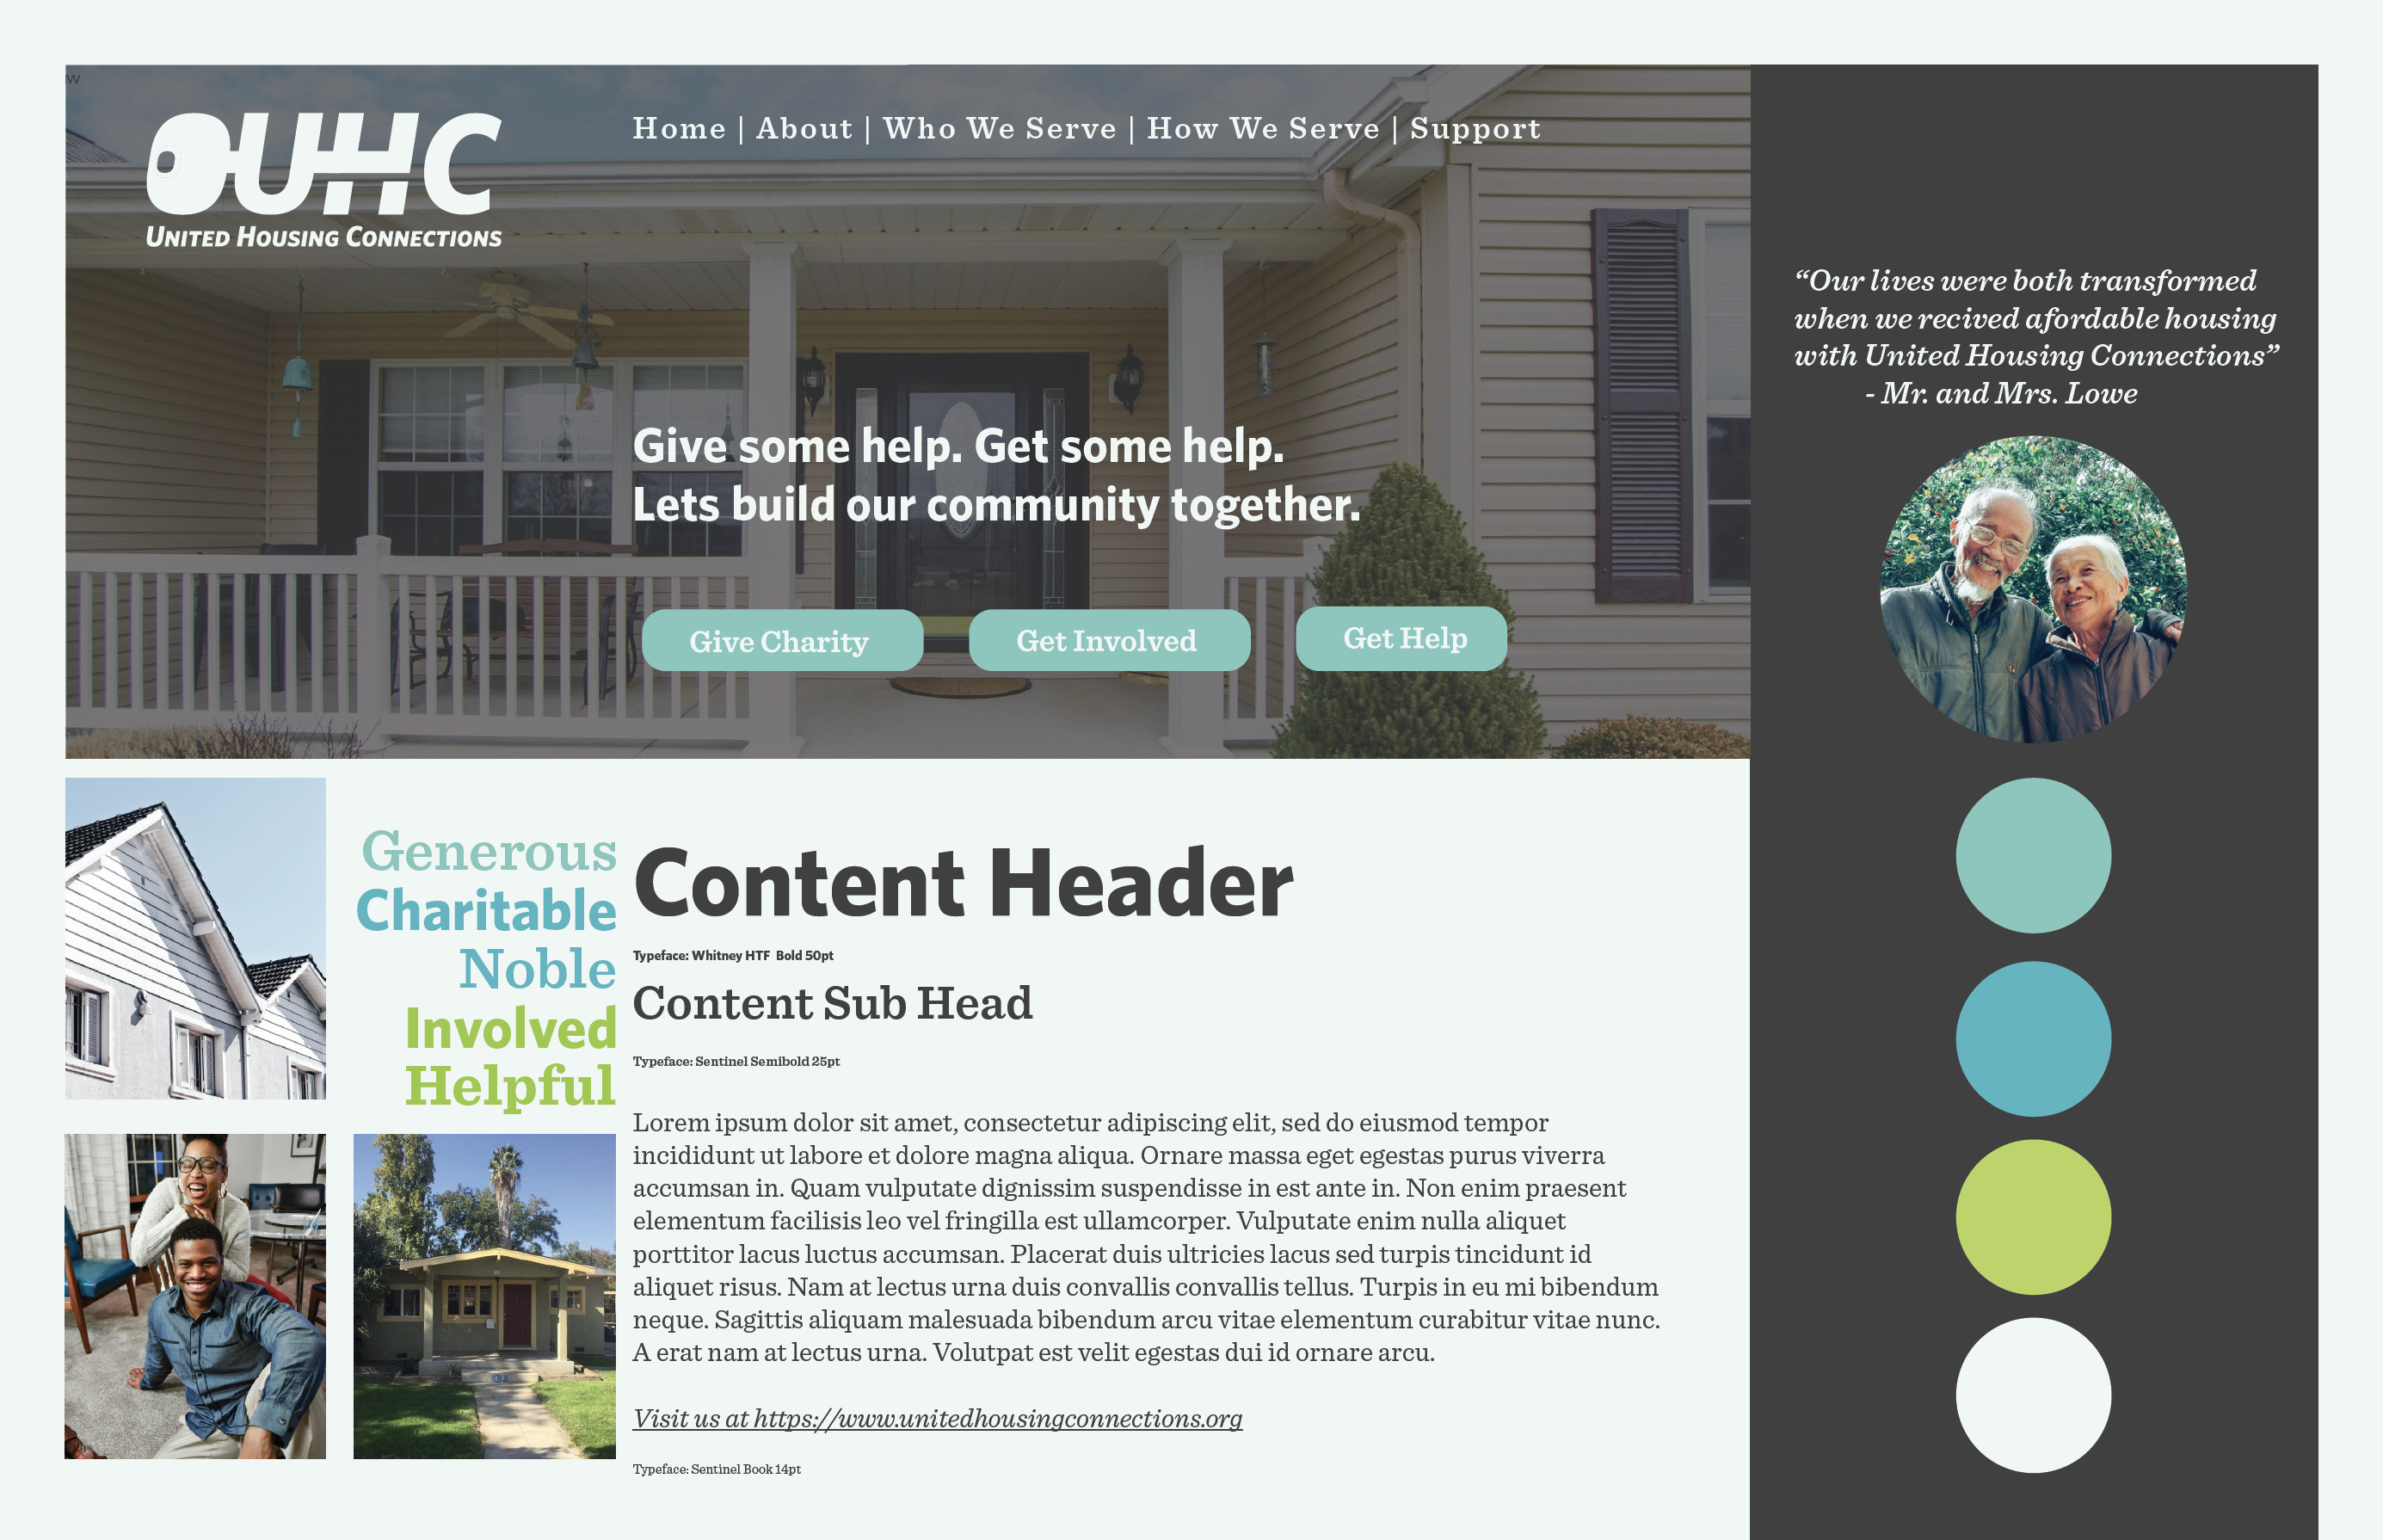 w
OUHC
UNITED HOUSING CONNECTIONS
Home | About | Who We Serve | How We Serve | Support
Give some help. Get some help.
Lets build our community together.
Give Charity
Get Involved
Get Help
“Our lives were both transformed
when we recived afordable housing
with United Housing Connections”
- Mr. and Mrs. Lowe
Generous
Charitable
Noble
Involved
Helpful
Content Header
Typeface: Whitney HTF Bold 50pt
Content Sub Head
Typeface: Sentinel Semibold 25pt
Lorem ipsum dolor sit amet, consectetur adipiscing elit, sed do eiusmod tempor
incididunt ut labore et dolore magna aliqua. Ornare massa eget egestas purus viverra
accumsan in. Quam vulputate dignissim suspendisse in est ante in. Non enim praesent
elementum facilisis leo vel fringilla est ullamcorper. Vulputate enim nulla aliquet
porttitor lacus luctus accumsan. Placerat duis ultricies lacus sed turpis tincidunt id
aliquet risus. Nam at lectus urna duis convallis convallis tellus. Turpis in eu mi bibendum
neque. Sagittis aliquam malesuada bibendum arcu vitae elementum curabitur vitae nunc.
A erat nam at lectus urna. Volutpat est velit egestas dui id ornare arcu.
Visit us at https://www.unitedhousingconnections.org
Typeface: Sentinel Book 14pt